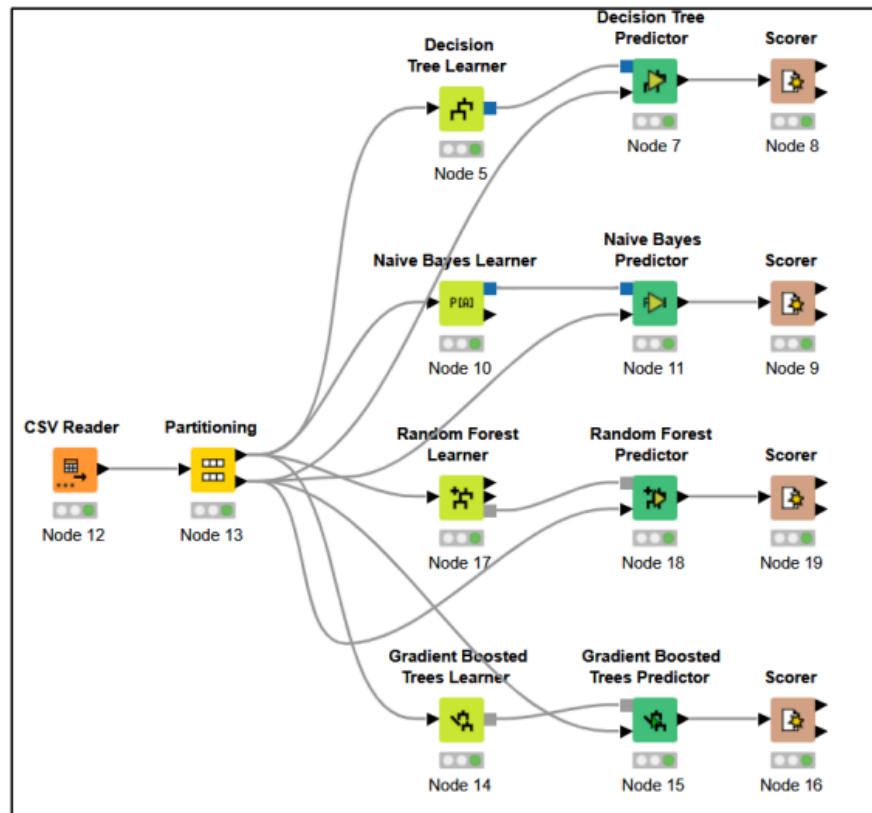 Decision Tree
Predictor
Scorer
Decision
Tree Learner
Node 7
Node 8
Node 5
Naive Bayes
Predictor
Scorer
Naive Bayes Learner
P[A]
Node 10
Node 11
Node 9
CSV Reader
Partitioning
Node 12
Node 13
Random Forest
Learner
Random Forest
Predictor
Scorer
Node 17
Node 18
Node 19
Gradient Boosted
Trees Learner
Gradient Boosted
Trees Predictor
Scorer
Node 14
Node 15
Node 16